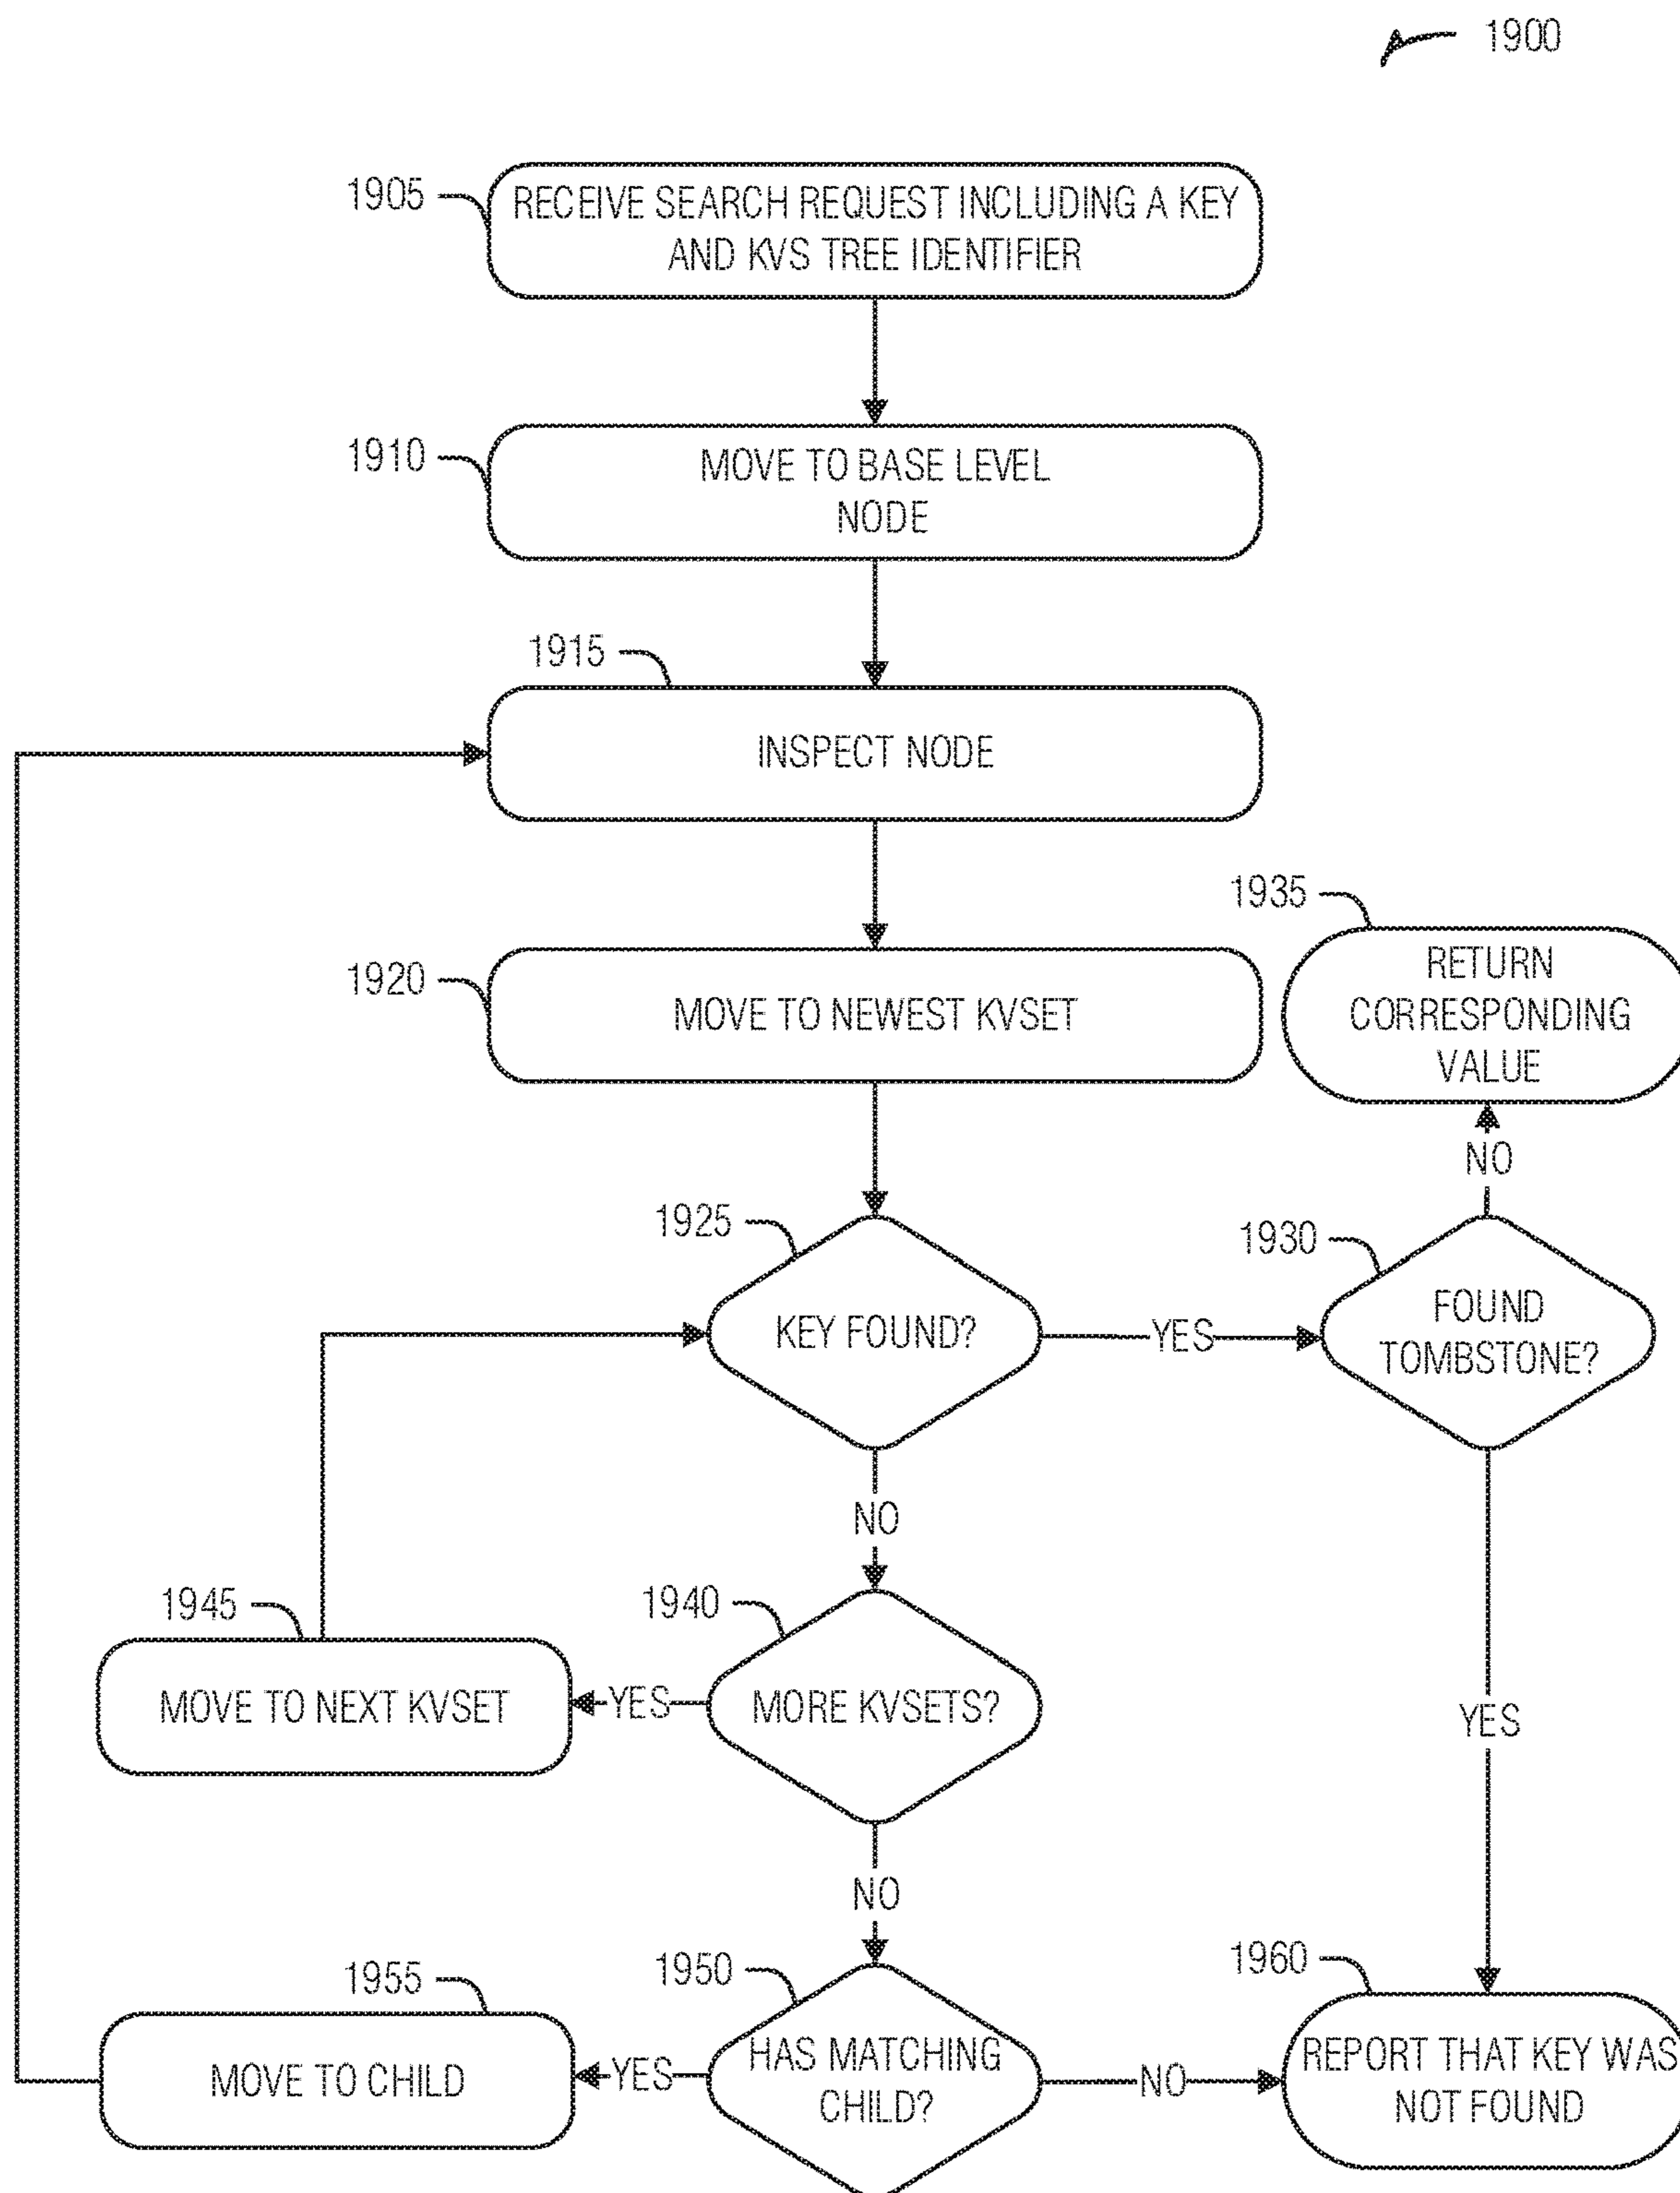 1900
1905
RECEIVE SEARCH REQUEST INCLUDING A KEY
AND KVS TREE IDENTIFIER
1910
MOVE TO BASE LEVEL
NODE
1915
INSPECT NODE
1935
RETURN
CORRESPONDING
VALUE
1920
MOVE TO NEWEST KVSET
NO
1925
KEY FOUND?
YES
1930
FOUND
TOMBSTONE?
NO
1945
MOVE TO NEXT KVSET
YES
1940
MORE KVSETS?
YES
NO
1955
MOVE TO CHILD
YES
1950
HAS MATCHING
CHILD?
NO
1960
REPORT THAT KEY WAS
NOT FOUND